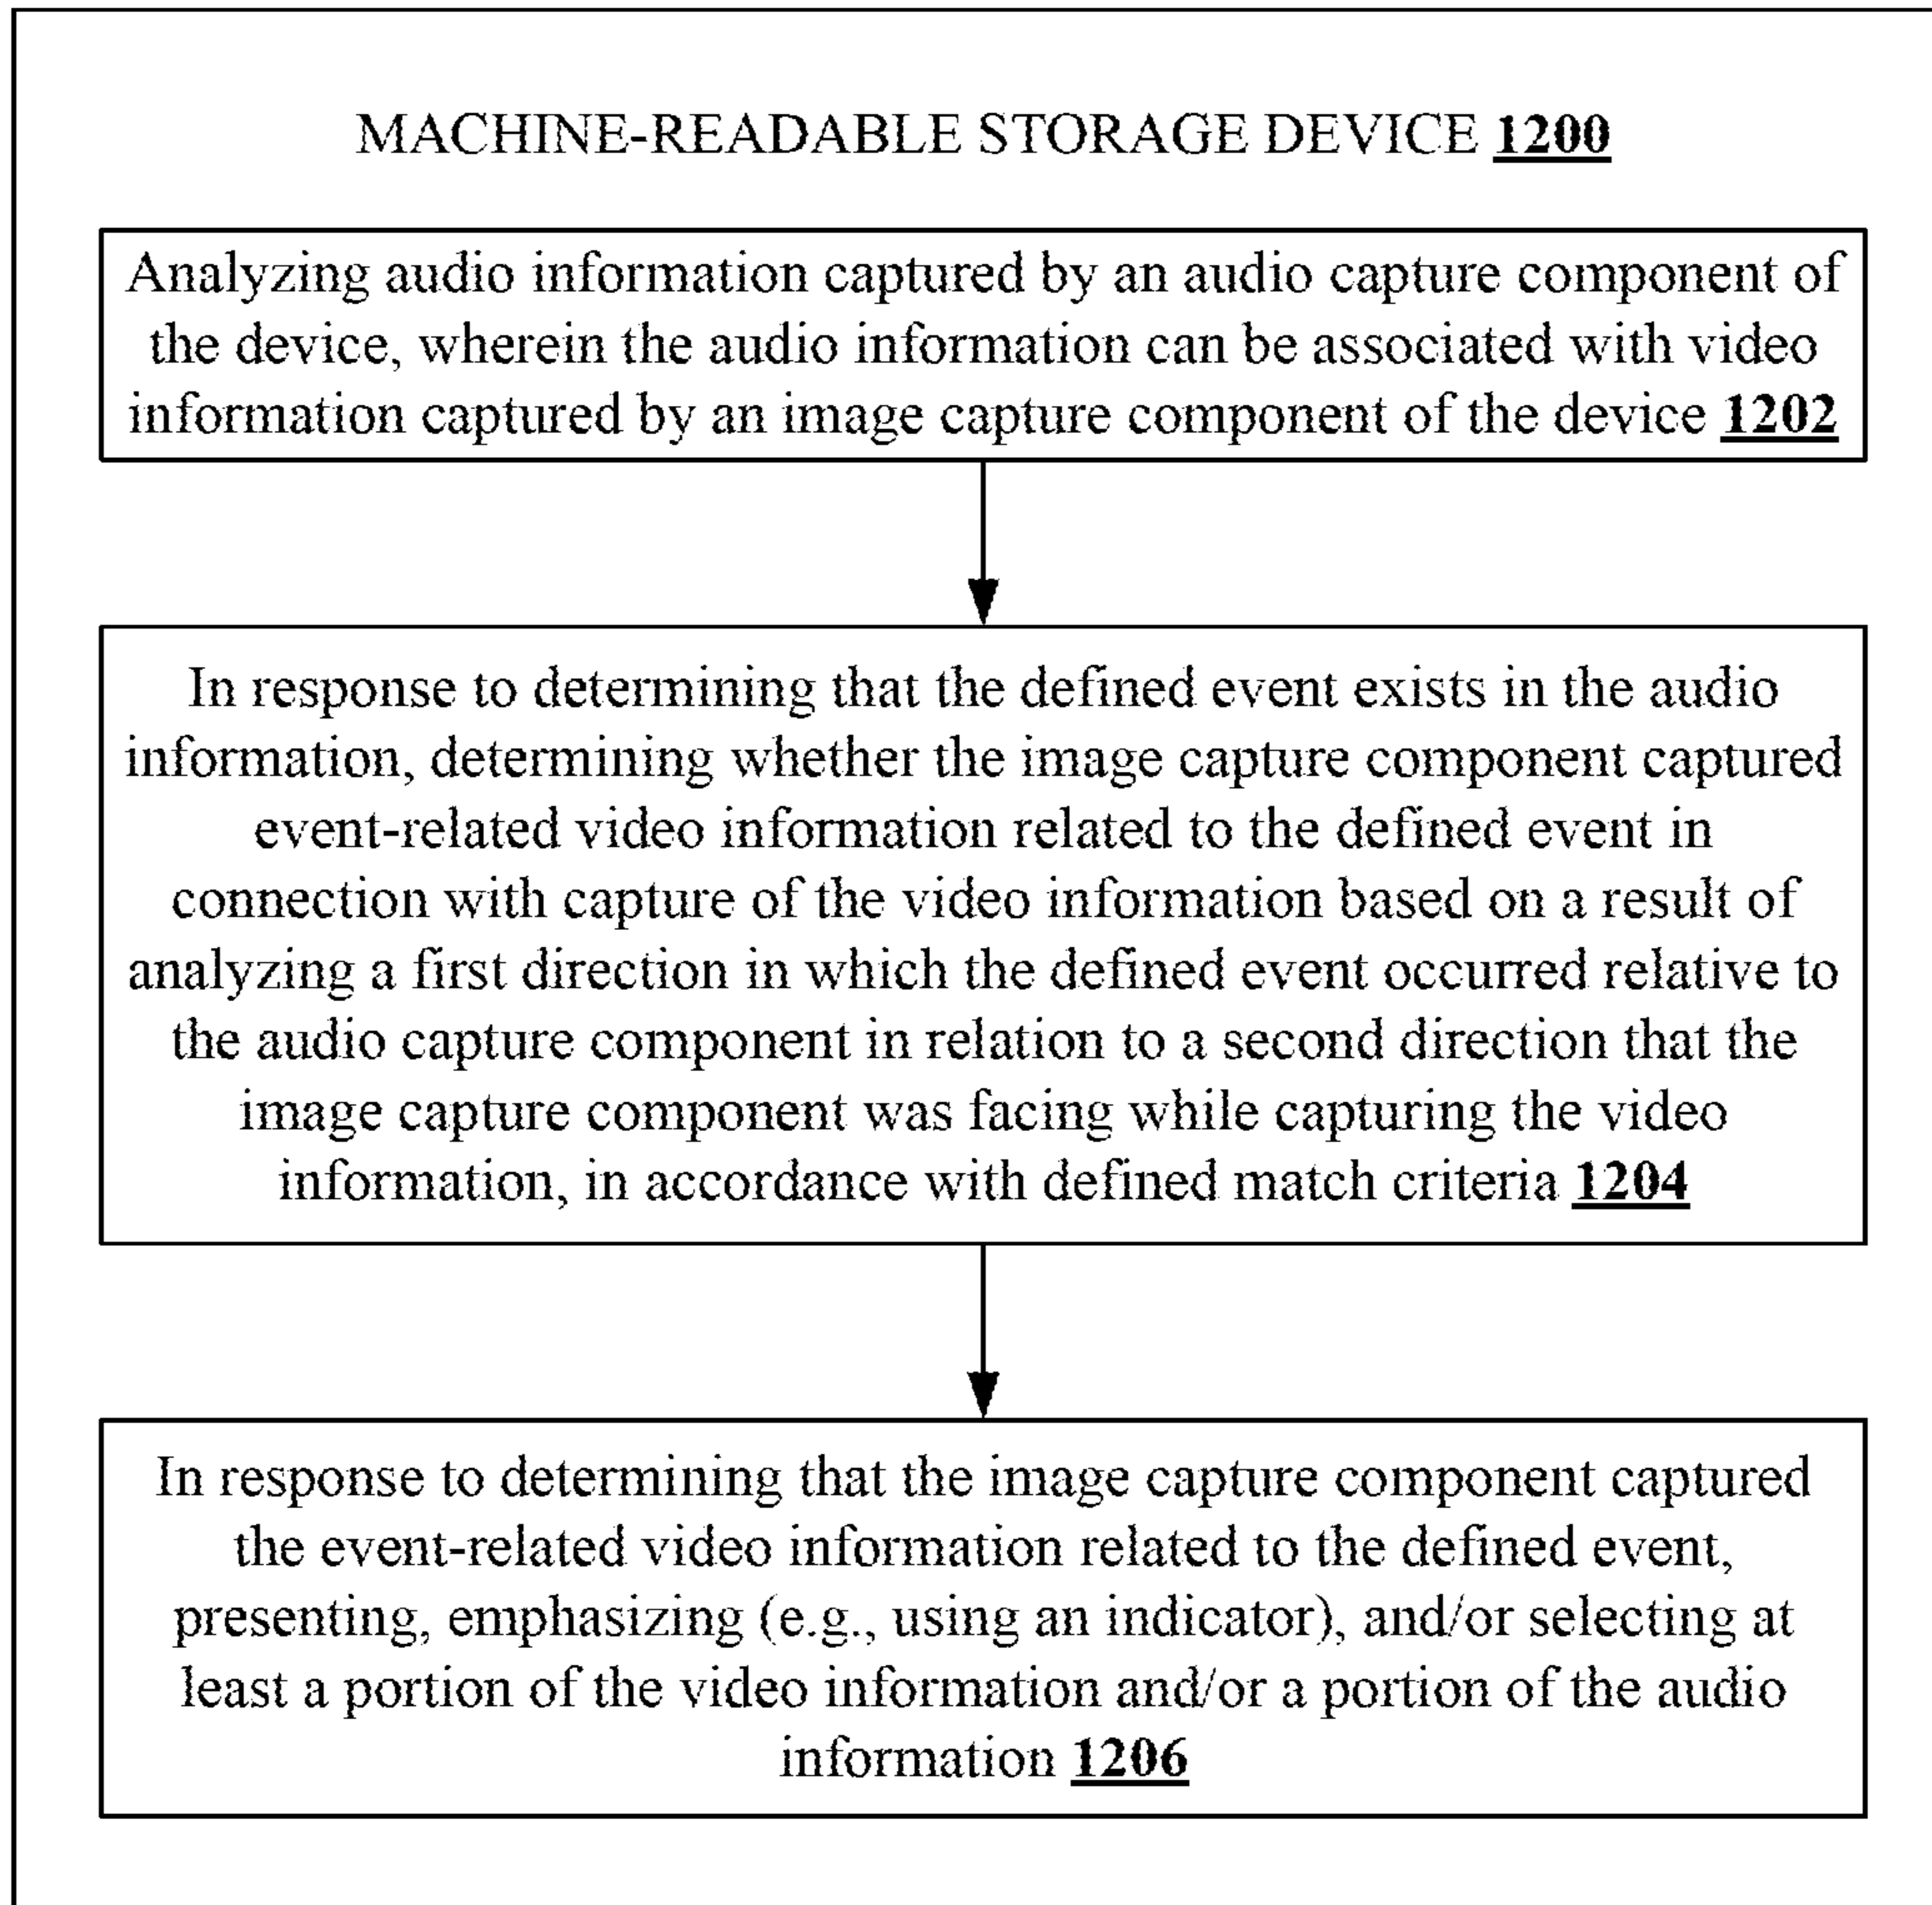 MACHINE-READABLE STORAGE DEVICE 1200
Analyzing audio information captured by an audio capture component of
the device, wherein the audio information can be associated with video
information captured by an image capture component of the device 1202
In response to determining that the defined event exists in the audio
information, determining whether the image capture component captured
event-related video information related to the defined event in
connection with capture of the video information based on a result of
analyzing a first direction in which the defined event occurred relative to
the audio capture component in relation to a second direction that the
image capture component was facing while capturing the video
information, in accordance with defined match criteria 1204
In response to determining that the image capture component captured
the event-related video information related to the defined event,
presenting, emphasizing (e.g., using an indicator), and/or selecting at
least a portion of the video information and/or a portion of the audio
information 1206